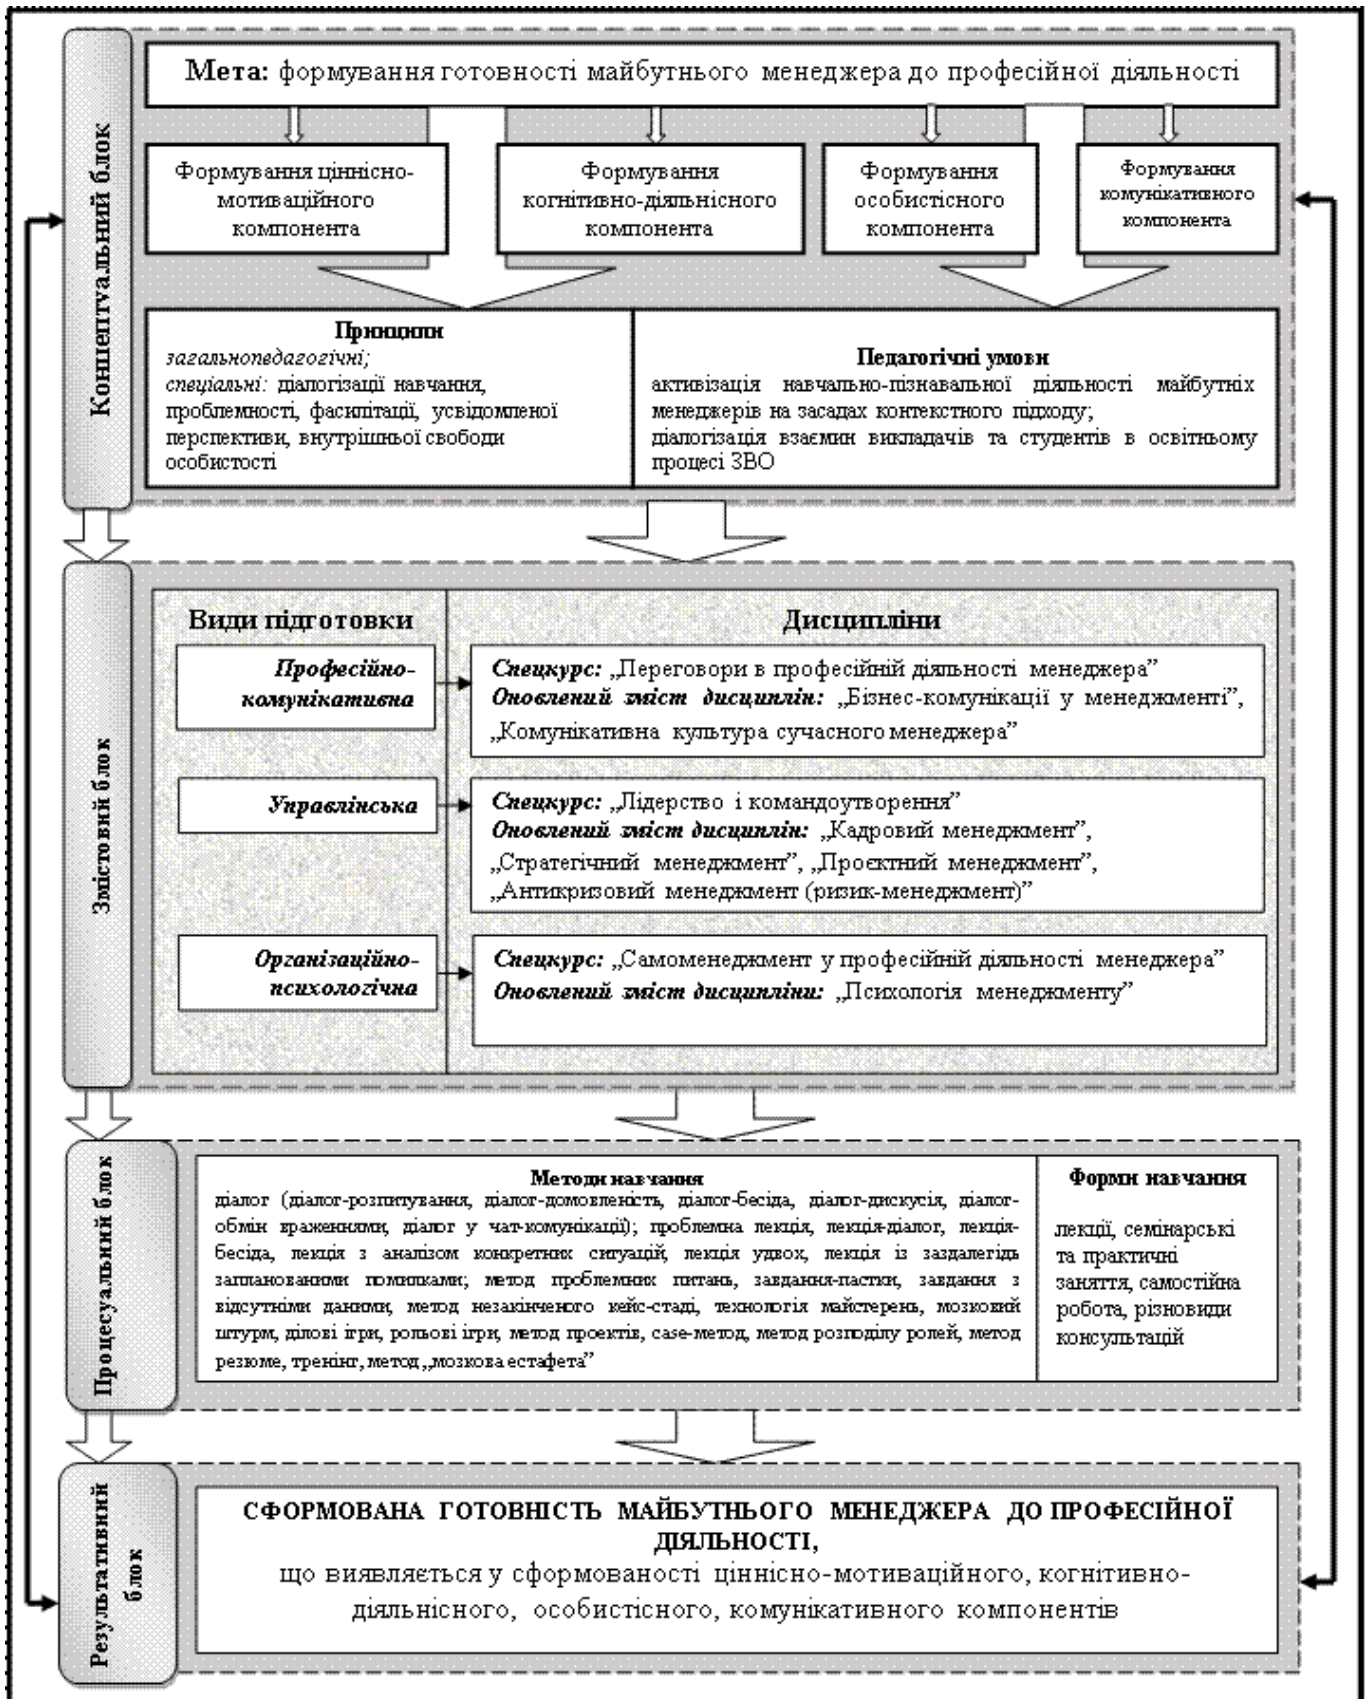 Концептуальний блок
Мета: формування готовності майбутнього менеджера до професійної діяльності
Формування ціннісно-
мотиваційного
компонента
Формування
когнітивно-діяльнісного
компонента
Формування
особистісного
компонента
Формування
комунікативного
компонента
Принципи
загальнопедагогічні;
спеціальні: діалогізації навчання,
проблемності, фасилітації, усвідомленої
перспективи, внутрішньої свободи
особистості
Педагогічні умови
активізація навчально-пізнавальної діяльності майбутніх
менеджерів на засадах контекстного підходу;
діалогізація взаємин викладачів та студентів в освітньому
процесі ЗВО
Змістовий блок
Види підготовки
Дисципліни
Професійно-
комунікативна
Спецкурс: „Переговори в професійній діяльності менеджера”
Оновлений зміст дисциплін: „Бізнес-комунікації у менеджменті”,
„Комунікативна культура сучасного менеджера”
Управлінська
Спецкурс: „Лідерство і командоутворення”
Оновлений зміст дисциплін: „Кадровий менеджмент”,
„Стратегічний менеджмент”, „Проєктний менеджмент”,
„Антикризовий менеджмент (ризик-менеджмент)”
Організаційно-
психологічна
Спецкурс: „Самоменеджмент у професійній діяльності менеджера”
Оновлений зміст дисципліни: „Психологія менеджменту”
Процесуальний блок
Методи навчання
діалог (діалог-розпитування, діалог-домовленість, діалог-бесіда, діалог-дискусія, діалог-
обмін враженнями, діалог у чат-комунікації); проблемна лекція, лекція-діалог, лекція-
бесіда, лекція з аналізом конкретних ситуацій, лекція удвох, лекція із заздалегідь
запланованими помилками; метод проблемних питань, завдання-пастки, завдання з
відсутніми даними, метод незакінченого кейс-стаді, технологія майстерень, мозковий
штурм, ділові ігри, рольові ігри, метод проектів, case-метод, метод розподілу ролей, метод
резюме, тренінг, метод „мозкова естафета”
Форми навчання
лекції, семінарські
та практичні
заняття, самостійна
робота, різновиди
консультацій
Результативний
блок
СФОРМОВАНА ГОТОВНІСТЬ МАЙБУТНЬОГО МЕНЕДЖЕРА ДО ПРОФЕСІЙНОЇ
ДІЯЛЬНОСТІ,
що виявляється у сформованості ціннісно-мотиваційного, когнітивно-
діяльнісного, особистісного, комунікативного компонентів